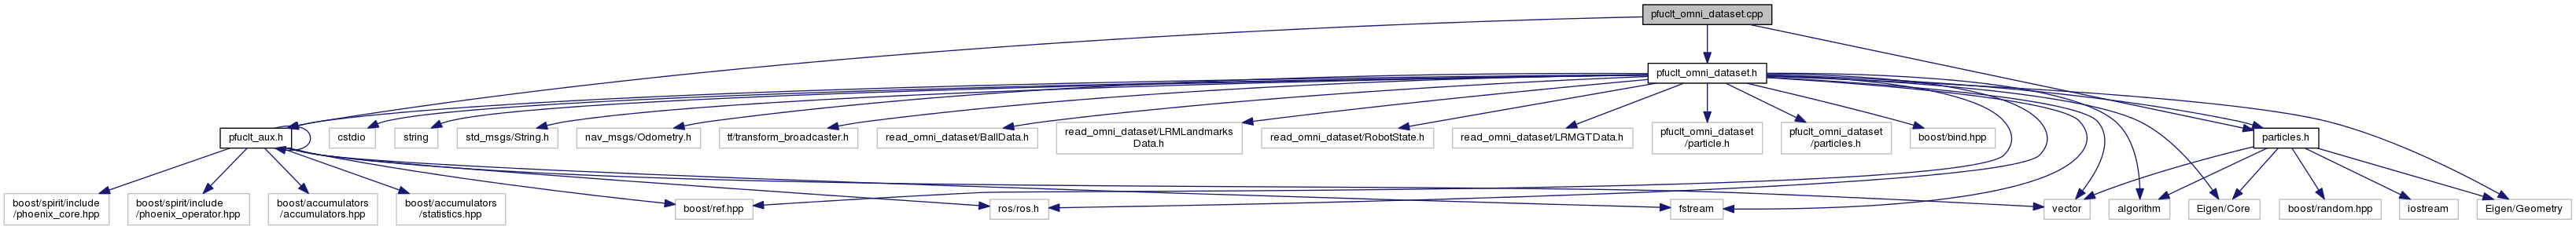 pfuclt_omni_dataset.cpp
pfuclt_omni_dataset.h
pfuclt_aux.h
cstdio
string
std_msgs/String.h
nav_msgs/Odometry.h
tf/transform_broadcaster.h
read_omni_dataset/BallData.h
read_omni_dataset/LRMLandmarks
Data.h
read_omni_dataset/RobotState.h
read_omni_dataset/LRMGTData.h
pfuclt_omni_dataset
/particle.h
pfuclt_omni_dataset
/particles.h
boost/bind.hpp
particles.h
boost/spirit/include
/phoenix_core.hpp
boost/spirit/include
/phoenix_operator.hpp
boost/accumulators
/accumulators.hpp
boost/accumulators
/statistics.hpp
boost/ref.hpp
ros/ros.h
fstream
vector
algorithm
Eigen/Core
boost/random.hpp
iostream
Eigen/Geometry